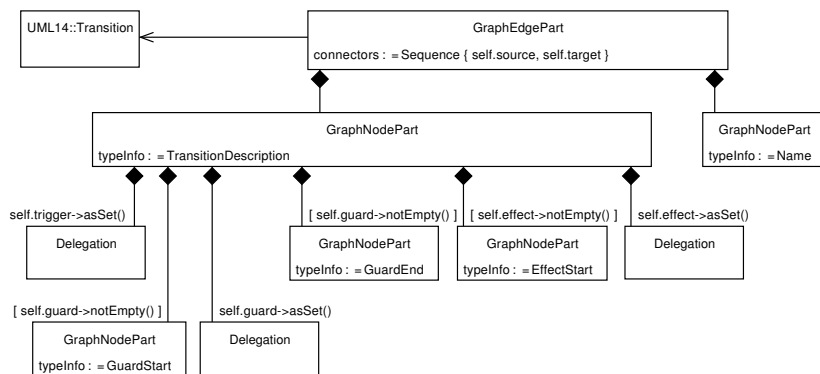 UML14::Transition
GraphEdgePart
connectors : = Sequence { self.source, self.target }
GraphNodePart
typeInfo : = TransitionDescription
GraphNodePart
typeInfo : = Name
self.trigger->asSet()
[ self.guard->notEmpty() ]
[ self.effect->notEmpty() ]
self.effect->asSet()
Delegation
GraphNodePart
typeInfo : = GuardEnd
GraphNodePart
typeInfo : = EffectStart
Delegation
[ self.guard->notEmpty() ]
self.guard->asSet()
GraphNodePart
typeInfo : = GuardStart
Delegation